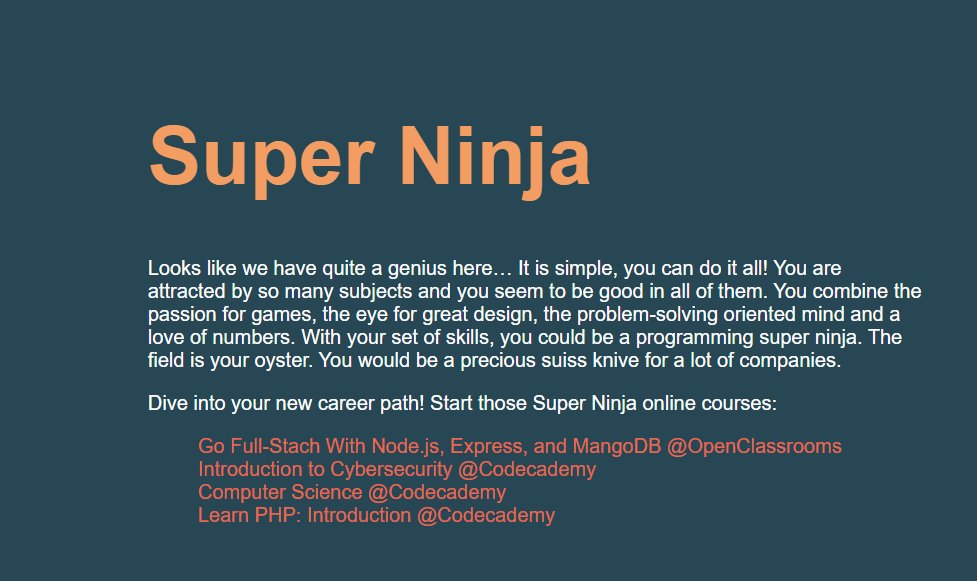 Super Ninja
Looks like we have quite a genius here… It is simple, you can do it all! You are
attracted by so many subjects and you seem to be good in all of them. You combine the
passion for games, the eye for great design, the problem-solving oriented mind and a
love of numbers. With your set of skills, you could be a programming super ninja. The
field is your oyster. You would be a precious suiss knive for a lot of companies.
Dive into your new career path! Start those Super Ninja online courses:
Go Full-Stach With Node.js, Express, and MangoDB @OpenClassrooms
Introduction to Cybersecurity @Codecademy
Computer Science @Codecademy
Learn PHP: Introduction @Codecademy